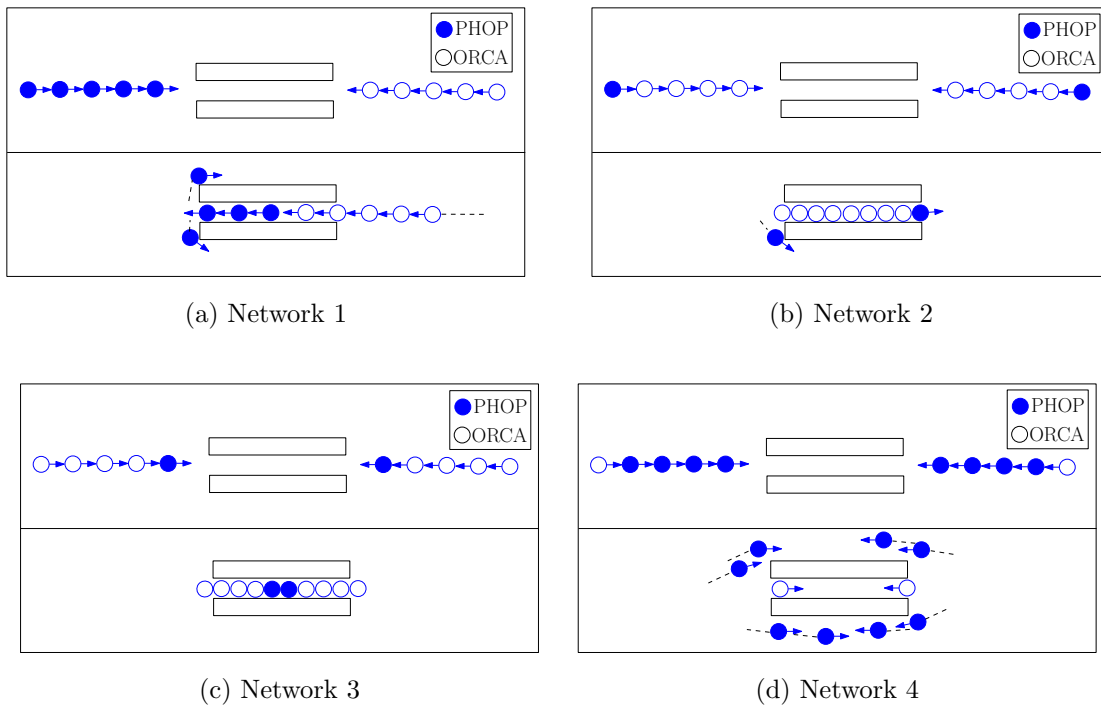 PHOP
ORCA
(a) Network 1
PHOP
ORCA
(b) Network 2
PHOP
ORCA
(c) Network 3
PHOP
ORCA
(d) Network 4